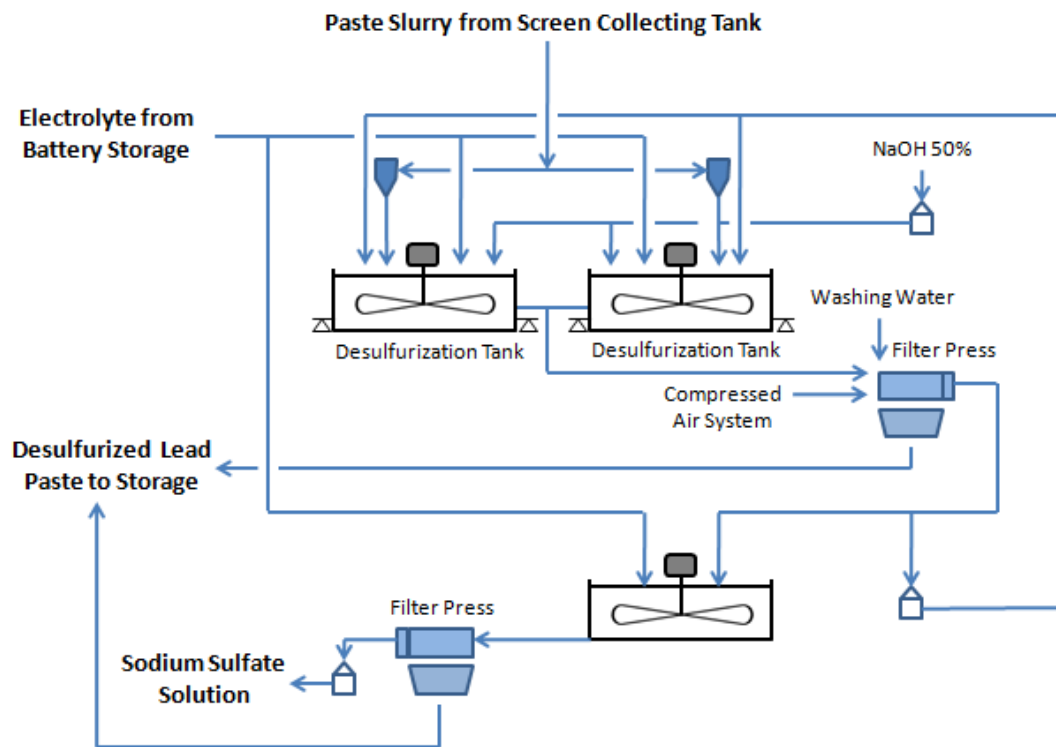 Paste Slurry from Screen Collecting Tank
Electrolyte from
Battery Storage
NaOH 50%
Washing Water
Desulfurization Tank
Desulfurization Tank
Filter Press
Compressed
Air System
Desulfurized Lead
Paste to Storage
Filter Press
Sodium Sulfate
Solution